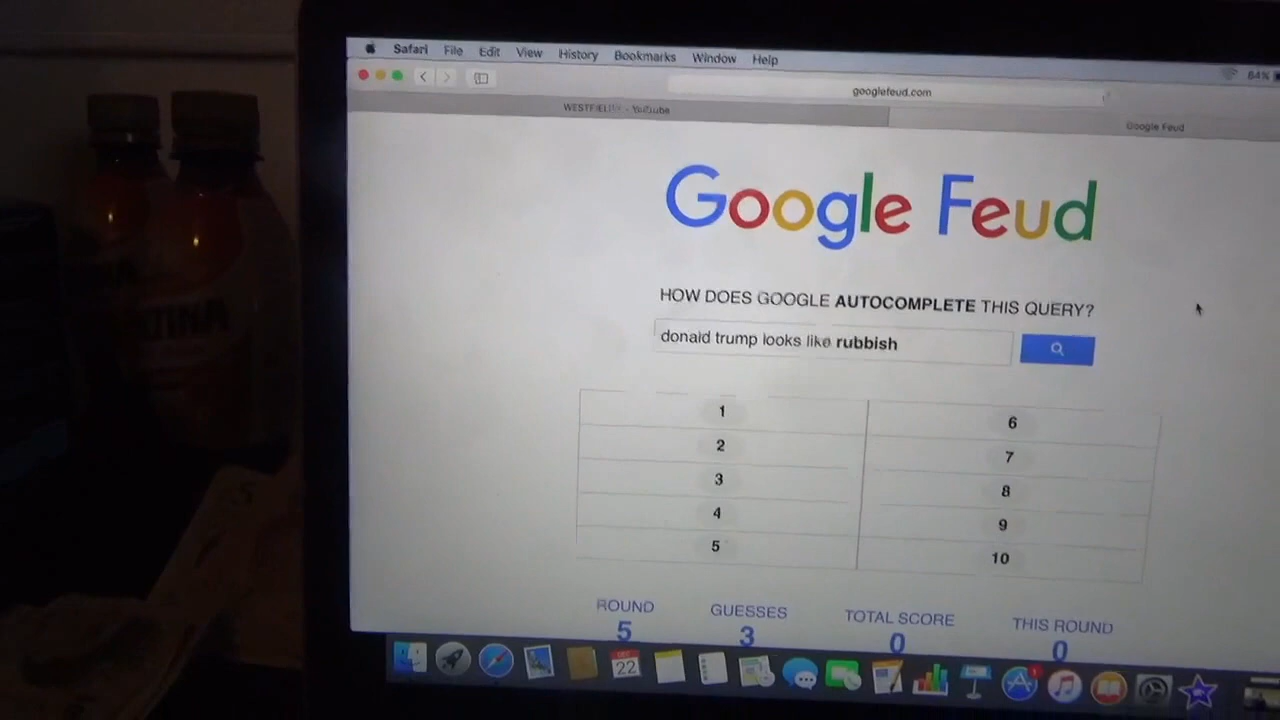 Safari File Edit View History Bookmarks Window Help
64%
googlefeud.com
YouTube
Google Feud
Google Feud
HOW DOES GOOGLE AUTOCOMPLETE THIS QUERY?
donald trump looks like rubbish
1 6
2 7
3 8
4 9
5 10
ROUND GUESSES TOTAL SCORE THIS ROUND
5 3 0 0
22